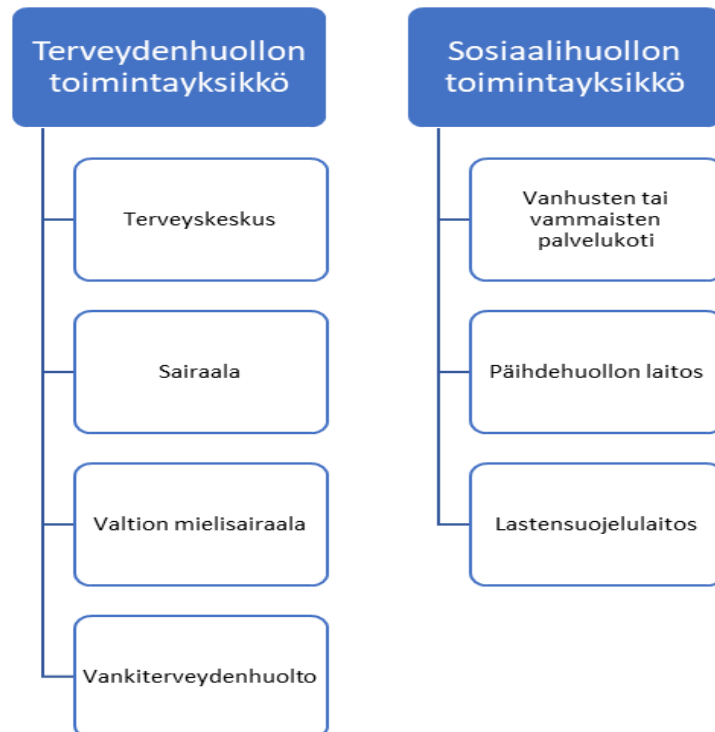 Terveydenhuollon
toimintayksikkö
Terveyskeskus
Sairaala
Valtion mielisairaala
Vankiterveydenhuolto
Sosiaalihuollon
toimintayksikkö
Vanhusten tai
vammaisten
palvelukoti
Päihdehuollon laitos
Lastensuojelulaitos